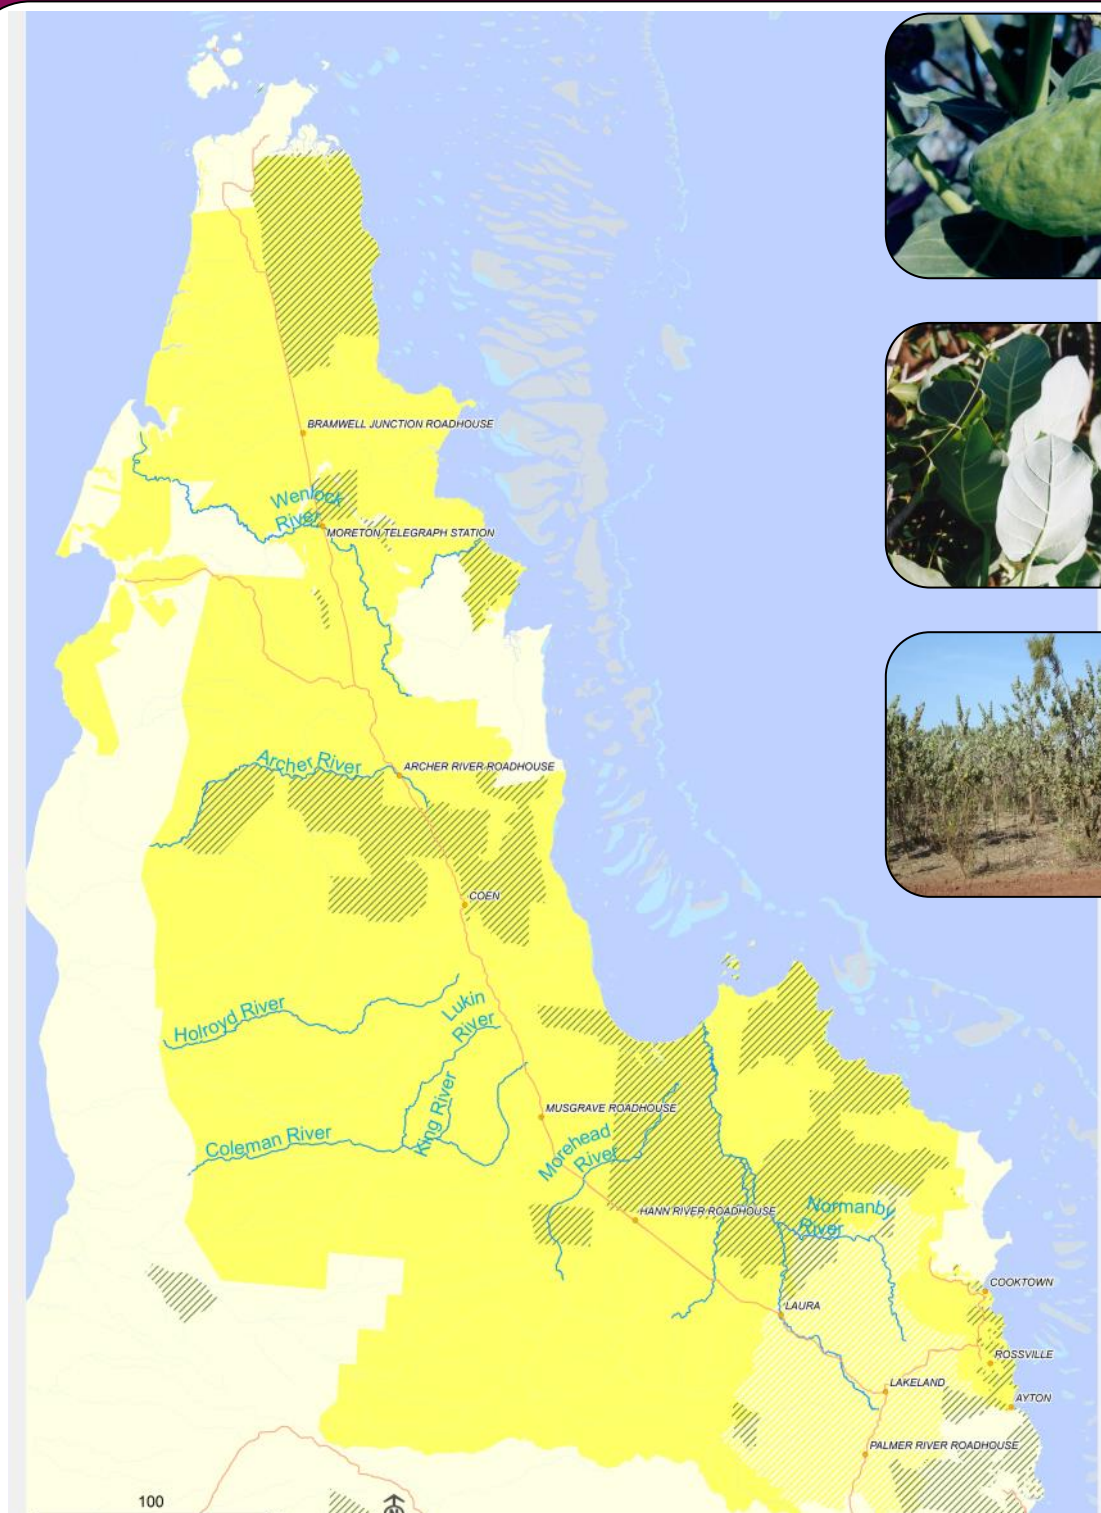 BRAMWELL JUNCTION ROADHOUSE
Wenlock
River
MORETON TELEGRAPH STATION
Archer River
ARCHER RIVER ROADHOUSE
COEN
Holroyd River
Lukin
River
King River
MUSGRAVE ROADHOUSE
Coleman River
Morehead
River
HANN RIVER ROADHOUSE
Normanby
River
COOKTOWN
LAURA
ROSSVILLE
LAKELAND
AYTON
PALMER RIVER ROADHOUSE
100
N